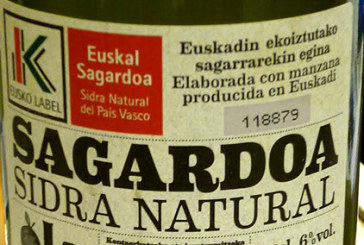 EUSKO LABEL
Euskal
Sagardoa
Sidra Natural
del País Vasco
Euskadin ekoiztutako
sagarrarekin egina
Elaborada con manzana
producida en Euskadi
118879
SAGARDOA
SIDRA NATURAL
6% vol.